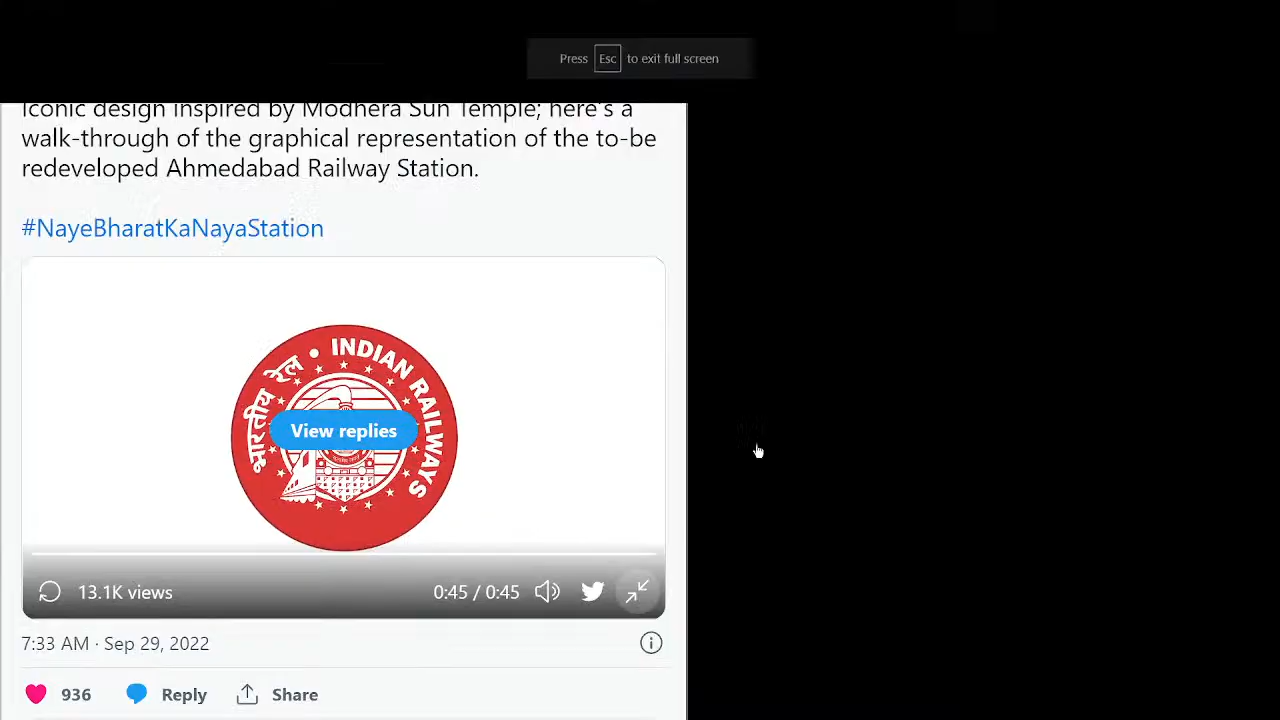 Press Esc to exit full screen
Iconic design inspired by Modhera Sun Temple; here's a
walk-through of the graphical representation of the to-be
redeveloped Ahmedabad Railway Station.
#NayeBharatKaNayaStation
भारतीय रेल • INDIAN RAILWAYS
View replies
13.1K views
0:45 / 0:45
7:33 AM · Sep 29, 2022
936
Reply
Share